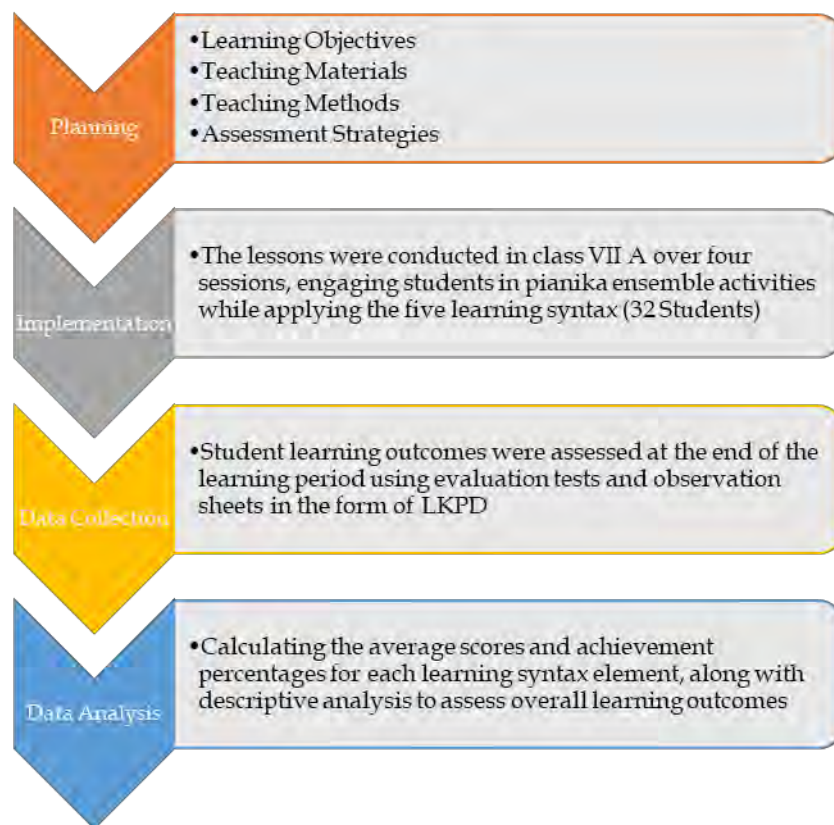 Planning
•Learning Objectives
•Teaching Materials
•Teaching Methods
•Assessment Strategies
Implementation
•The lessons were conducted in class VII A over four
sessions, engaging students in pianika ensemble activities
while applying the five learning syntax (32 Students)
Data Collection
•Student learning outcomes were assessed at the end of the
learning period using evaluation tests and observation
sheets in the form of LKPD
Data Analysis
•Calculating the average scores and achievement
percentages for each learning syntax element, along with
descriptive analysis to assess overall learning outcomes